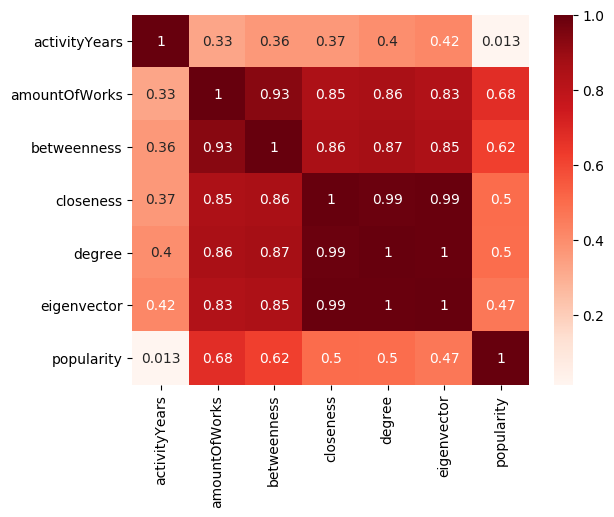 activityYears 1 0.33 0.36 0.37 0.4 0.42 0.013
amountOfWorks 0.33 1 0.93 0.85 0.86 0.83 0.68
betweenness 0.36 0.93 1 0.86 0.87 0.85 0.62
closeness 0.37 0.85 0.86 1 0.99 0.99 0.5
degree 0.4 0.86 0.87 0.99 1 1 0.5
eigenvector 0.42 0.83 0.85 0.99 1 1 0.47
popularity 0.013 0.68 0.62 0.5 0.5 0.47 1
activityYears
amountOfWorks
betweenness
closeness
degree
eigenvector
popularity
1.0
0.8
0.6
0.4
0.2